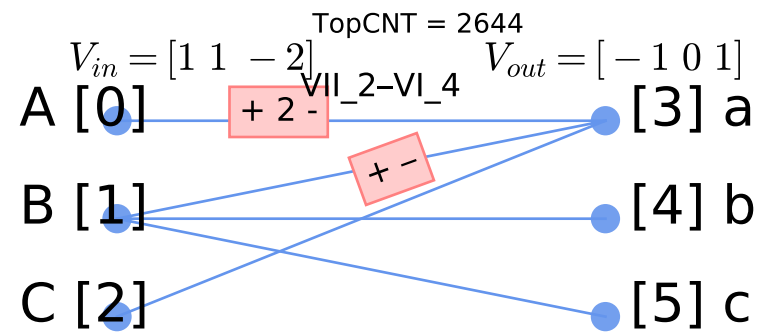 TopCNT = 2644
V_in = [1 1 − 2]
V_out = [− 1 0 1]
VII_2–VI_4
A [0]
+ 2 -
[3] a
+ −
B [1]
[4] b
C [2]
[5] c